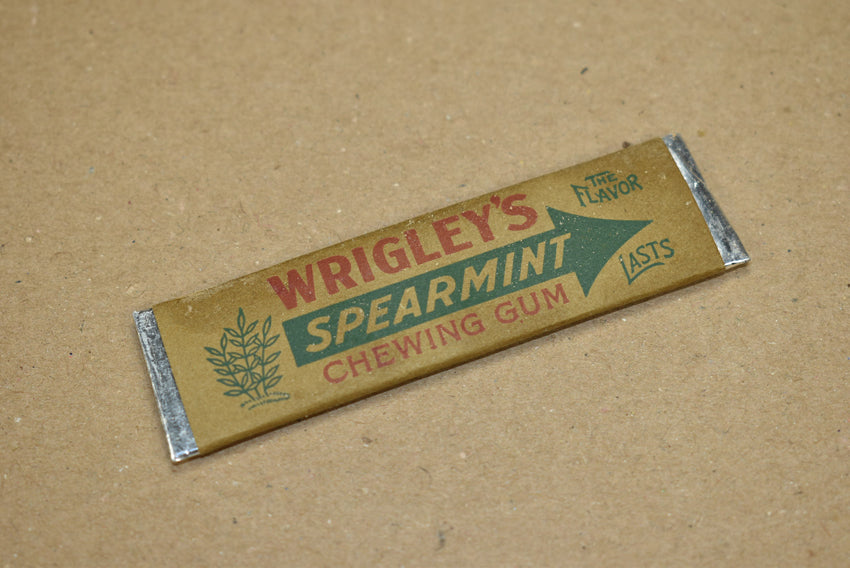 WRIGLEY'S
SPEARMINT
CHEWING GUM
THE
FLAVOR
LASTS